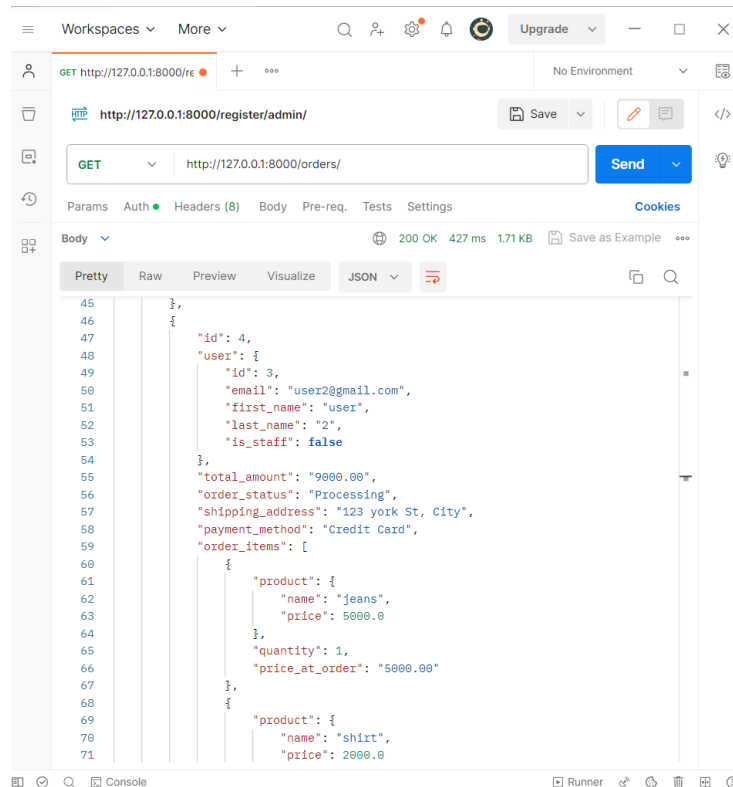 Workspaces More Upgrade
GET http://127.0.0.1:8000/re No Environment
HTTP http://127.0.0.1:8000/register/admin/ Save
GET http://127.0.0.1:8000/orders/ Send
Params Auth Headers (8) Body Pre-req. Tests Settings Cookies
Body 200 OK 427 ms 1.71 KB Save as Example
Pretty Raw Preview Visualize JSON
45 },
46 {
47 "id": 4,
48 "user": {
49 "id": 3,
50 "email": "user2@gmail.com",
51 "first_name": "user",
52 "last_name": "2",
53 "is_staff": false
54 },
55 "total_amount": "9000.00",
56 "order_status": "Processing",
57 "shipping_address": "123 york St, City",
58 "payment_method": "Credit Card",
59 "order_items": [
60 {
61 "product": {
62 "name": "jeans",
63 "price": 5000.0
64 },
65 "quantity": 1,
66 "price_at_order": "5000.00"
67 },
68 {
69 "product": {
70 "name": "shirt",
71 "price": 2000.0
Console Runner